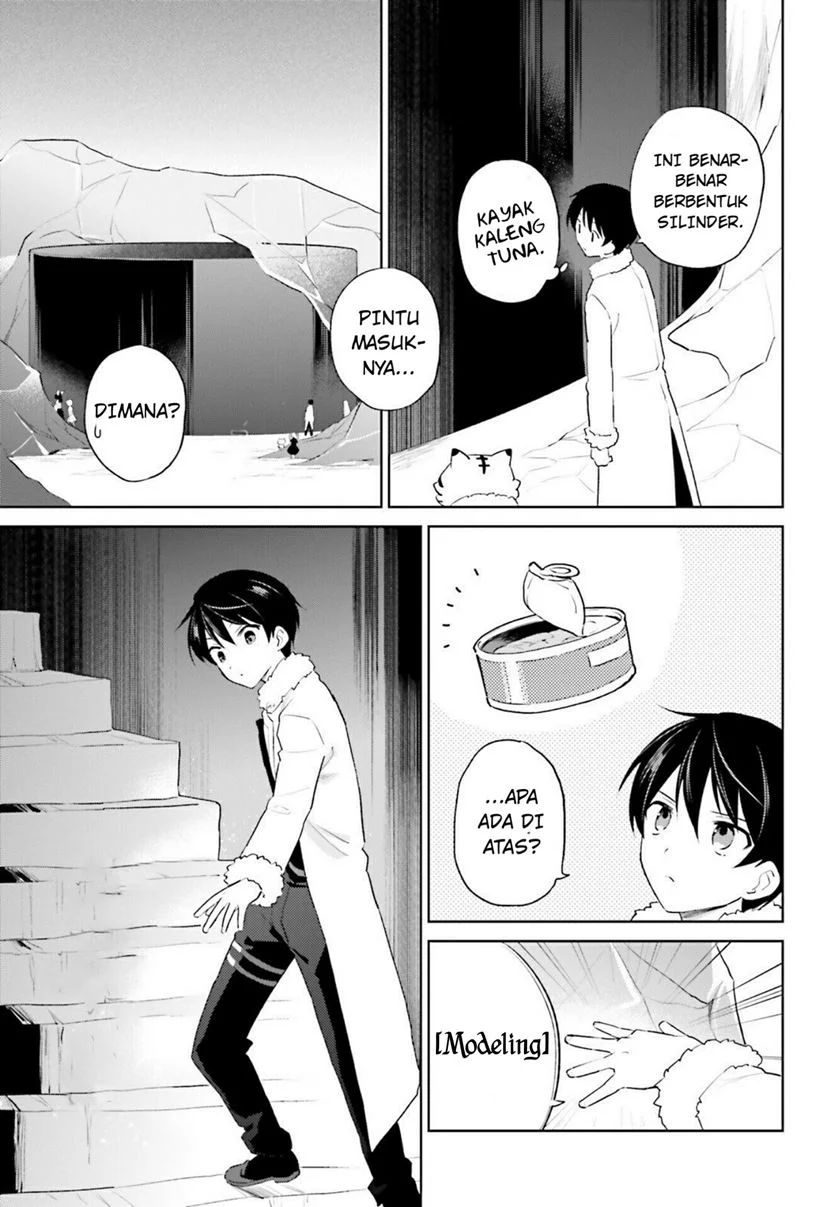 INI BENAR-
BENAR
BERBENTUK
SILINDER.
KAYAK
KALENG
TUNA.
PINTU
MASUK-
NYA...
DIMANA?
...APA
ADA DI
ATAS?
[Modeling]